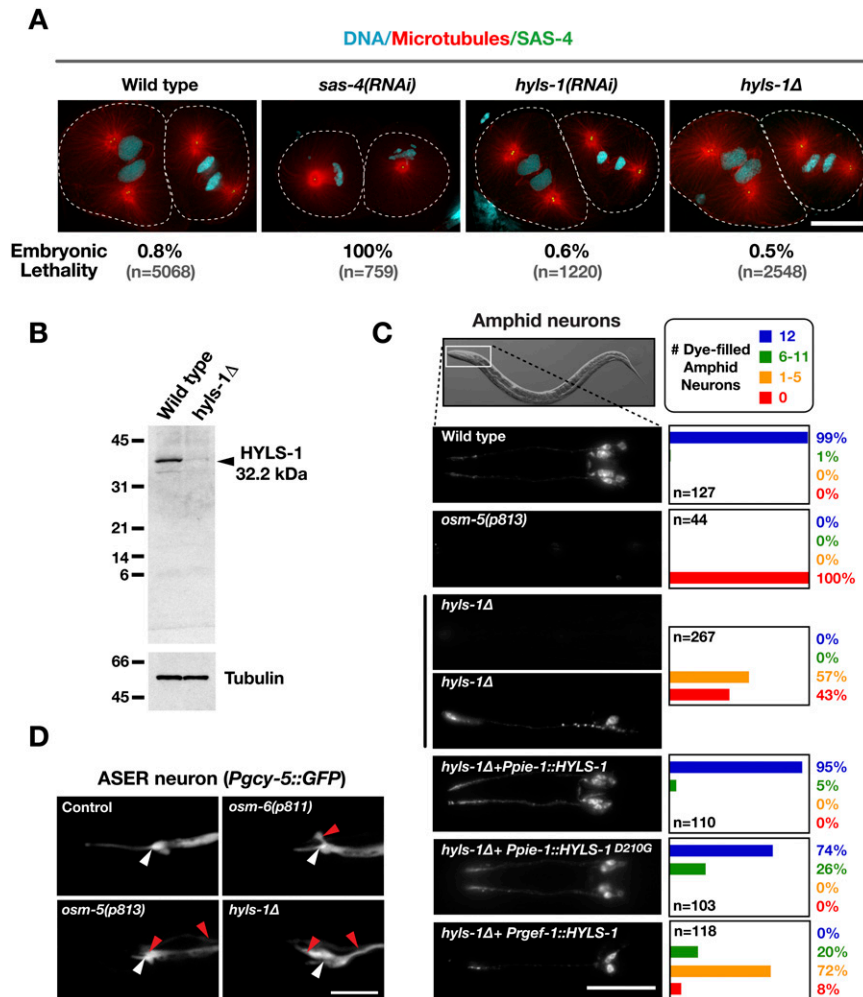 A
DNA/Microtubules/SAS-4
Wild type
sas-4(RNAi)
hyls-1(RNAi)
hyls-1Δ
Embryonic Lethality
0.8%
(n=5068)
100%
(n=759)
0.6%
(n=1220)
0.5%
(n=2548)
B
Wild type
hyls-1Δ
45
31
21
14
6
HYLS-1
32.2 kDa
66
45
Tubulin
C
Amphid neurons
# Dye-filled
Amphid
Neurons
12
6-11
1-5
0
Wild type
99%
1%
0%
0%
n=127
osm-5(p813)
n=44
0%
0%
0%
100%
hyls-1Δ
hyls-1Δ
n=267
0%
0%
57%
43%
hyls-1Δ+Ppie-1::HYLS-1
95%
5%
0%
0%
n=110
hyls-1Δ+ Ppie-1::HYLS-1 D210G
74%
26%
0%
0%
n=103
hyls-1Δ+ Prgef-1::HYLS-1
n=118
0%
20%
72%
8%
D
ASER neuron (Pgcy-5::GFP)
Control
osm-6(p811)
osm-5(p813)
hyls-1Δ